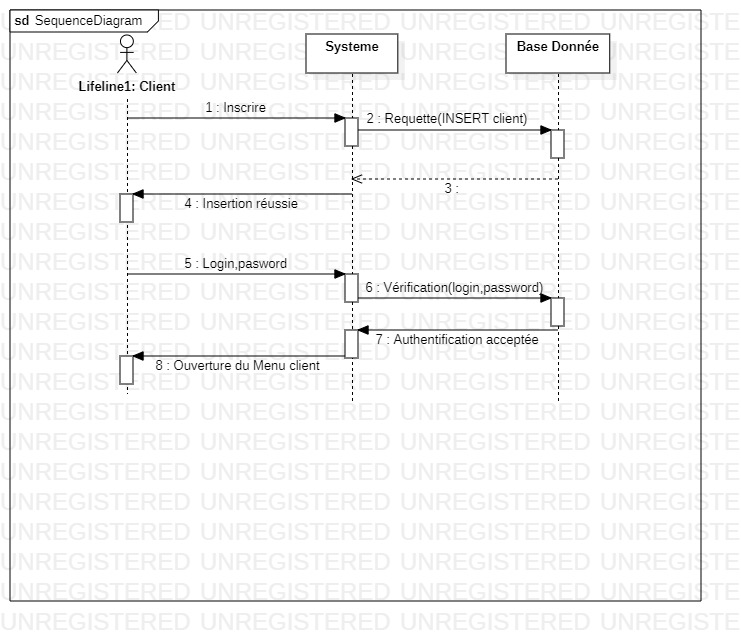 sd SequenceDiagram
Systeme
Base Donnée
Lifeline1: Client
1 : Inscrire
2 : Requette(INSERT client)
3 :
4 : Insertion réussie
5 : Login,pasword
6 : Vérification(login,password)
7 : Authentification acceptée
8 : Ouverture du Menu client
UNREGISTERED UNREGISTERED UNREGISTERED UNREGISTERED